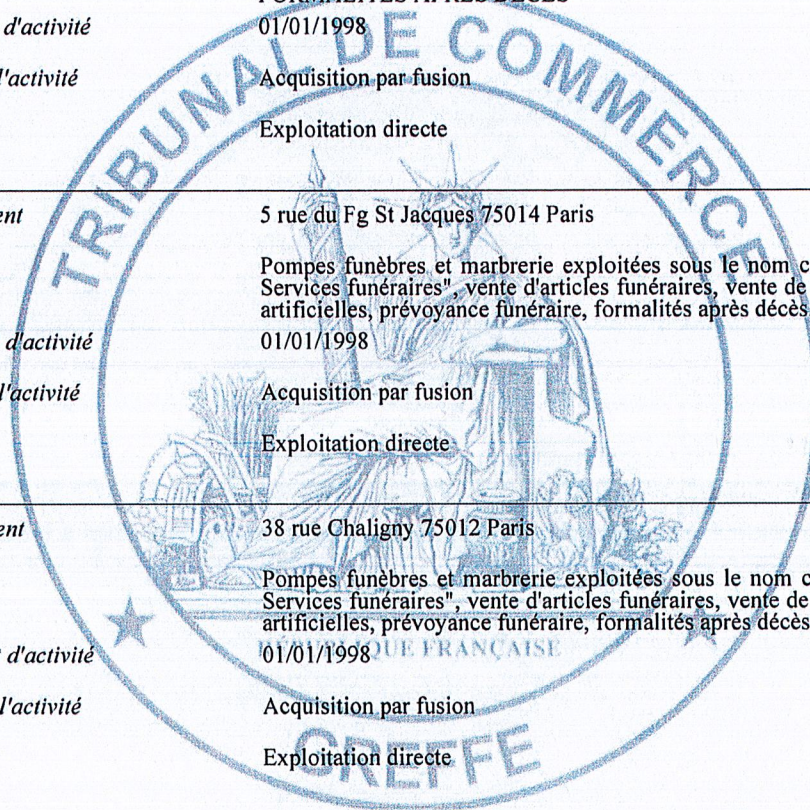 FORMALITES APRES DECES
d'activité 01/01/1998
l'activité Acquisition par fusion
Exploitation directe
5 rue du Fg St Jacques 75014 Paris
Pompes funèbres et marbrerie exploitées sous le nom
Services funéraires", vente d'articles funéraires, vente de
artificielles, prévoyance funéraire, formalités après décès
d'activité 01/01/1998
l'activité Acquisition par fusion
Exploitation directe
38 rue Chaligny 75012 Paris
Pompes funèbres et marbrerie exploitées sous le nom
Services funéraires", vente d'articles funéraires, vente de
artificielles, prévoyance funéraire, formalités après décès
d'activité 01/01/1998
l'activité Acquisition par fusion
Exploitation directe
TRIBUNAL DE COMMERCE
RÉPUBLIQUE FRANÇAISE
GREFFE